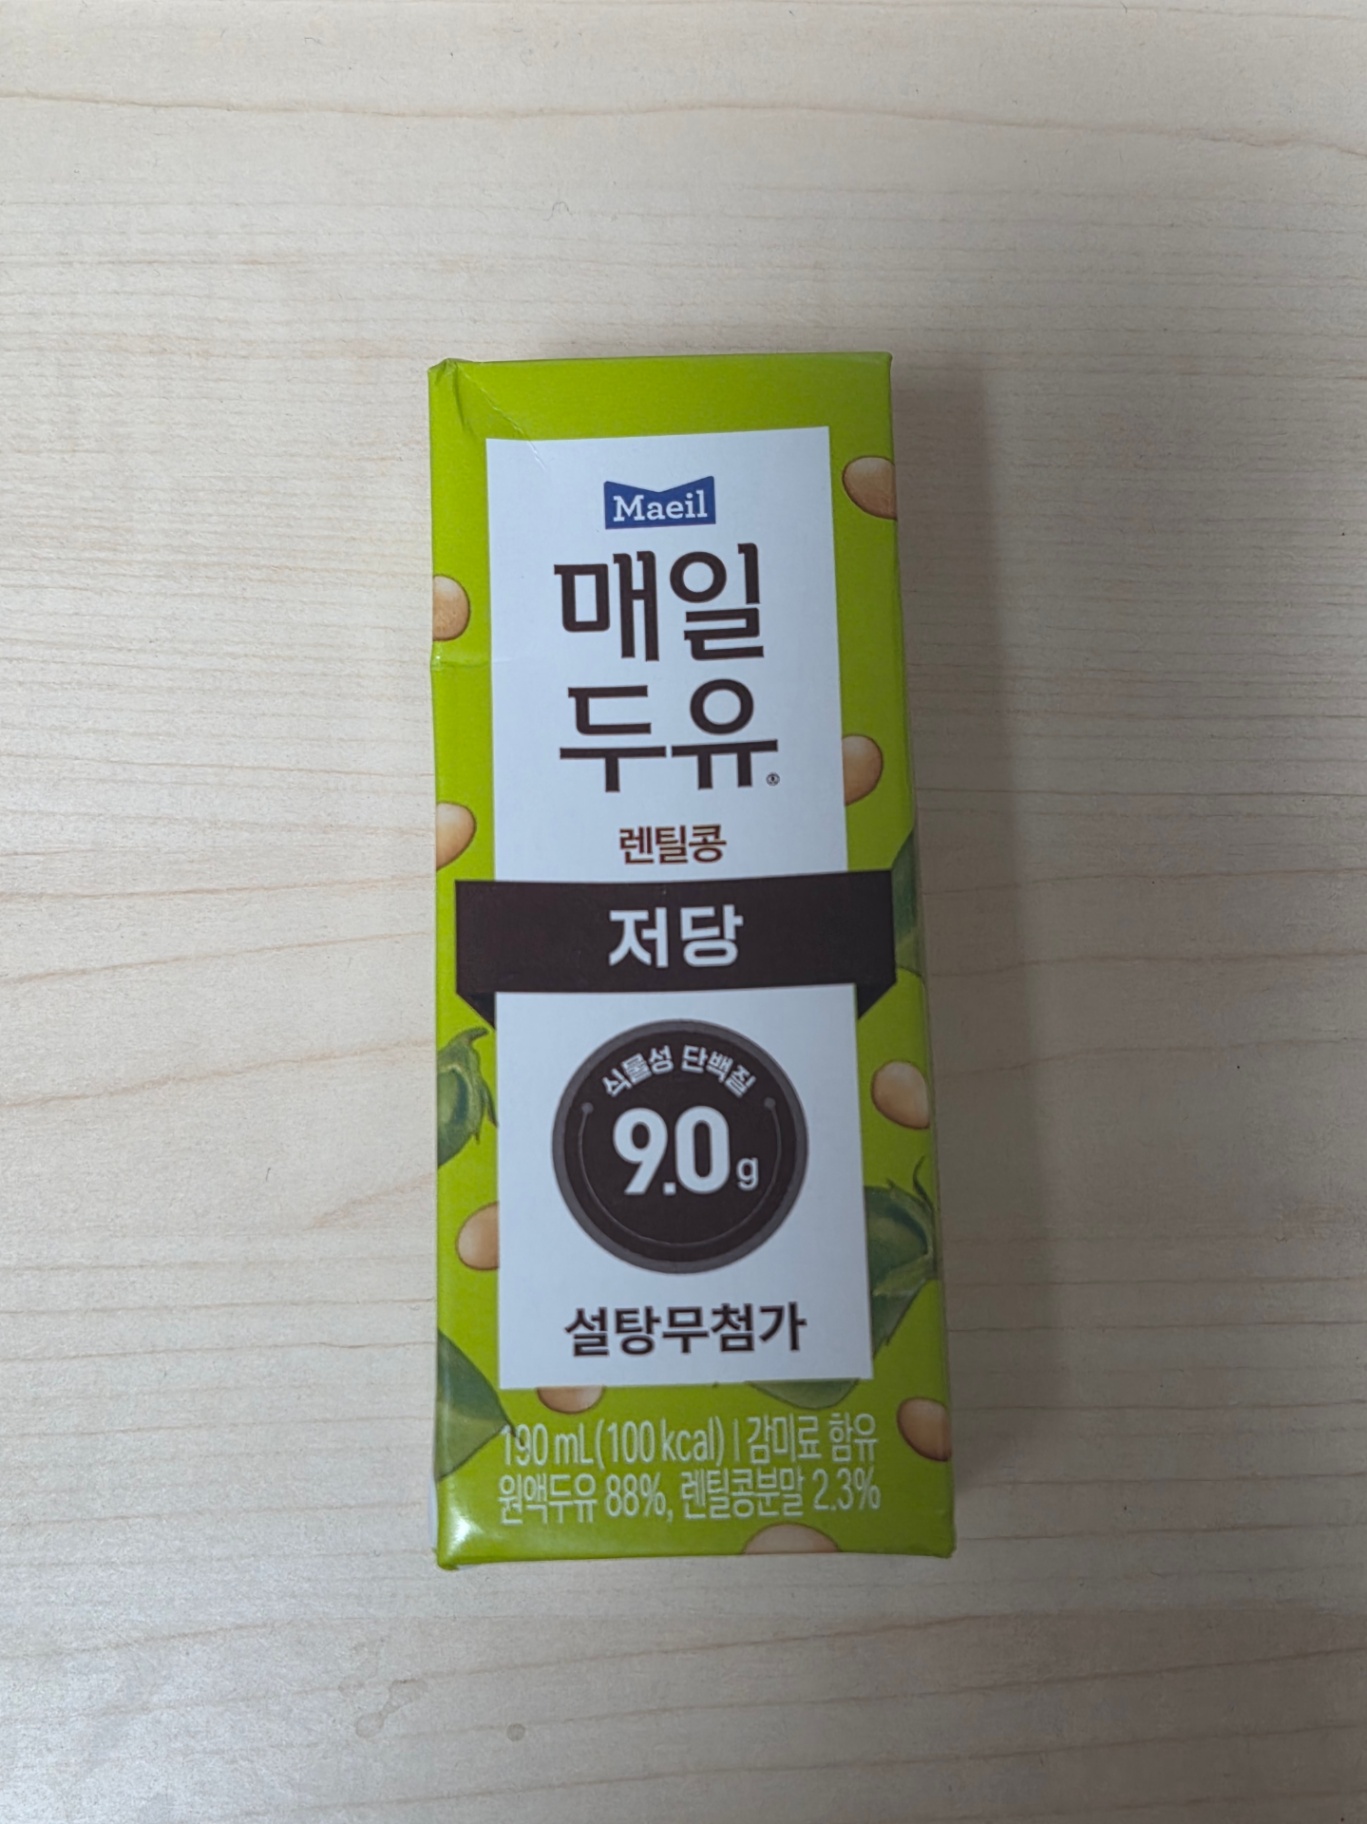 Maeil
매일
두유®
렌틸콩
저당
식물성 단백질
9.0 g
설탕무첨가
190 mL(100 kcal) | 감미료 함유
원액두유 88%, 렌틸콩분말 2.3%